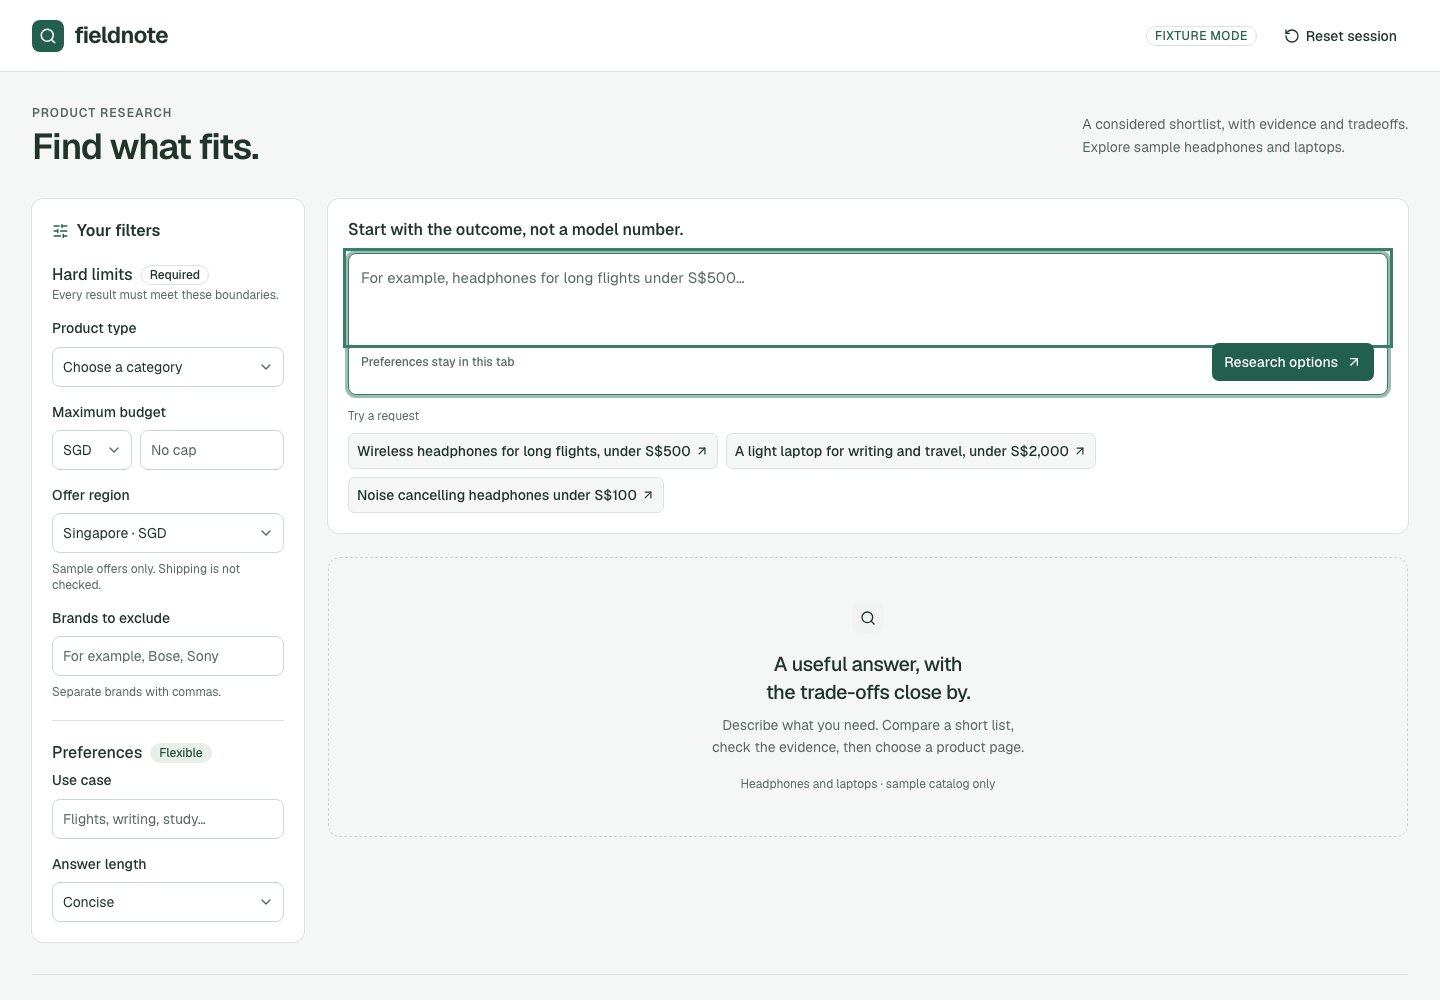 fieldnote
FIXTURE MODE
Reset session
PRODUCT RESEARCH
Find what fits.
A considered shortlist, with evidence and tradeoffs.
Explore sample headphones and laptops.
Your filters
Hard limits Required
Every result must meet these boundaries.
Product type
Choose a category
Maximum budget
SGD No cap
Offer region
Singapore · SGD
Sample offers only. Shipping is not
checked.
Brands to exclude
For example, Bose, Sony
Separate brands with commas.
Preferences Flexible
Use case
Flights, writing, study…
Answer length
Concise
Start with the outcome, not a model number.
For example, headphones for long flights under S$500…
Preferences stay in this tab
Research options
Try a request
Wireless headphones for long flights, under S$500
A light laptop for writing and travel, under S$2,000
Noise cancelling headphones under S$100
A useful answer, with
the trade-offs close by.
Describe what you need. Compare a short list,
check the evidence, then choose a product page.
Headphones and laptops · sample catalog only